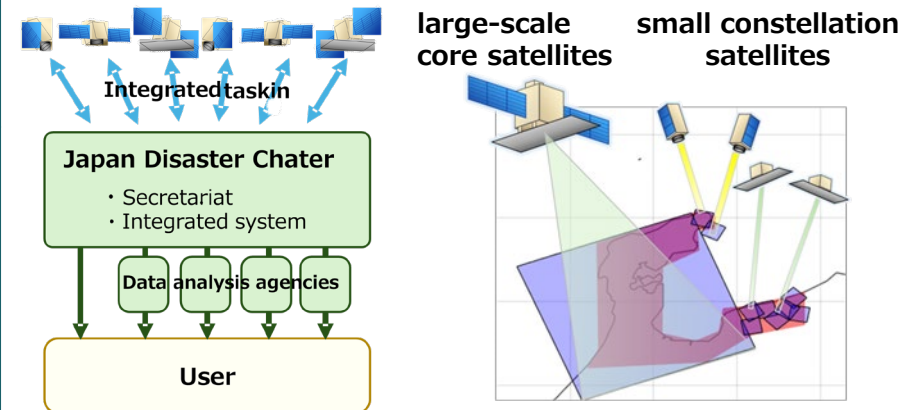 Integrated taskin
Japan Disaster Chater
・Secretariat
・Integrated system
Data analysis agencies
User
large-scale
core satellites
small constellation
satellites